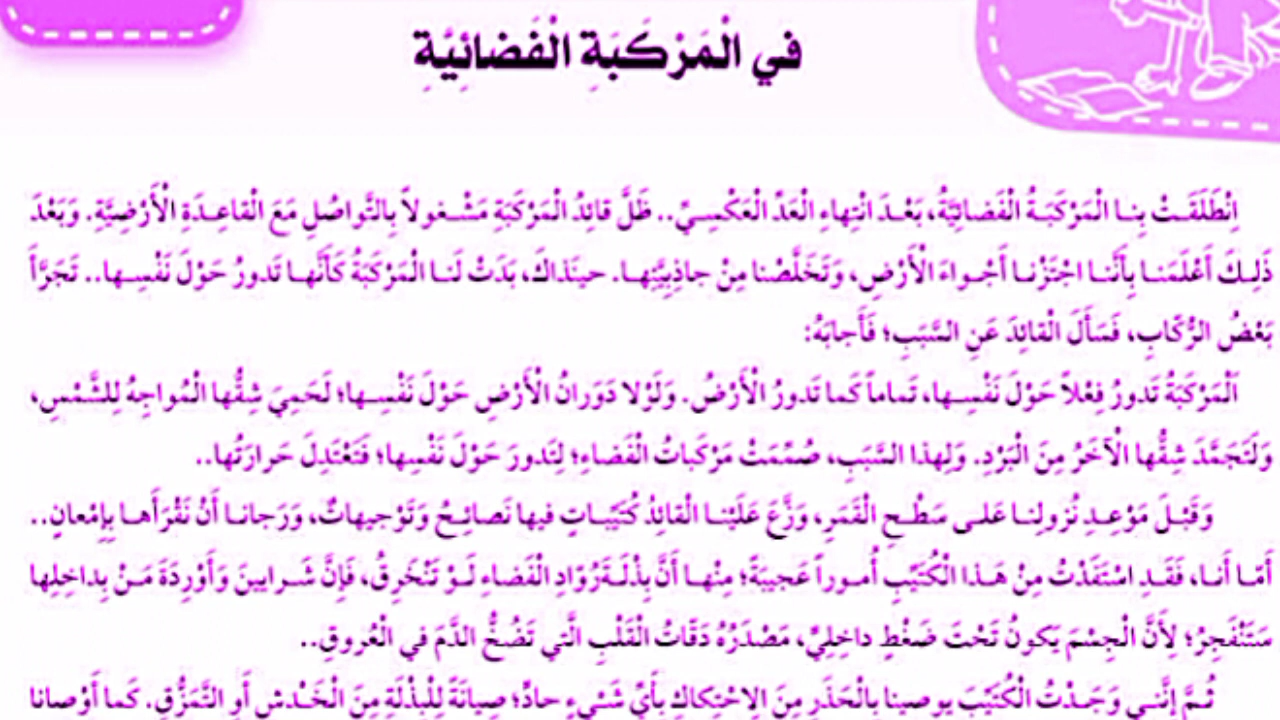 في الْمَرْكَبَةِ الْفَضائِيَّةِ
اِنْطَلَقَتْ بِنا الْمَرْكَبَةُ الْفَضائِيَّةُ، بَعْدَ انْتِهاءِ الْعَدِّ الْعَكْسِيِّ.. ظَلَّ قائِدُ الْمَرْكَبَةِ مَشْغولاً بِالتَّواصُلِ مَعَ الْقاعِدَةِ الْأَرْضِيَّةِ. وَبَعْدَ
ذَلِكَ أَعْلَمَنا بِأَنَّنا اجْتَزْنا أَجْواءَ الْأَرْضِ، وَتَخَلَّصْنا مِنْ جاذِبِيَّتِها. حينَذاكَ، بَدَتْ لَنا الْمَرْكَبَةُ كَأَنَّها تَدورُ حَوْلَ نَفْسِها.. تَجَرَّأَ
بَعْضُ الرُّكّابِ، فَسَأَلَ الْقائِدَ عَنِ السَّبَبِ؛ فَأَجابَهُ:
اَلْمَرْكَبَةُ تَدورُ فِعْلاً حَوْلَ نَفْسِها، تَماماً كَما تَدورُ الْأَرْضُ. وَلَوْلا دَوَرانُ الْأَرْضِ حَوْلَ نَفْسِها؛ لَحَمِيَ شِقُّها الْمُواجِهُ لِلشَّمْسِ،
وَلَتَجَمَّدَ شِقُّها الْآخَرُ مِنَ الْبَرْدِ. وَلِهذا السَّبَبِ، صُمِّمَتْ مَرْكَباتُ الْفَضاءِ؛ لِتَدورَ حَوْلَ نَفْسِها؛ فَتَعْتَدِلَ حَرارَتُها..
وَقَبْلَ مَوْعِدِ نُزولِنا عَلى سَطْحِ الْقَمَرِ، وَزَّعَ عَلَيْنا الْقائِدُ كُتَيِّباتٍ فيها نَصائِحُ وَتَوْجيهاتٌ، وَرَجانا أَنْ نَقْرَأَها بِإِمْعانٍ..
أَمّا أَنا، فَقَدِ اسْتَفَدْتُ مِنْ هَذا الْكُتَيِّبِ أُموراً عَجيبَةً؛ مِنْها أَنَّ بِذْلَةَ رُوّادِ الْفَضاءِ لَوْ تَنْخَرِقُ، فَإِنَّ شَرايينَ وَأَوْرِدَةَ مَنْ بِداخِلِها
سَتَنْفَجِرُ؛ لِأَنَّ الْجِسْمَ يَكونُ تَحْتَ ضَغْطٍ داخِلِيٍّ، مَصْدَرُهُ دَقّاتُ الْقَلْبِ الَّتي تَضُخُّ الدَّمَ في الْعُروقِ..
ثُمَّ إِنَّني وَجَدْتُ الْكُتَيِّبَ يوصينا بِالْحَذَرِ مِنَ الِاحْتِكاكِ بِأَيِّ شَيْءٍ حادٍّ؛ صِيانَةً لِلْبِذْلَةِ مِنَ الْخَدْشِ أَوِ التَّمَزُّقِ. كَما أَوْصانا